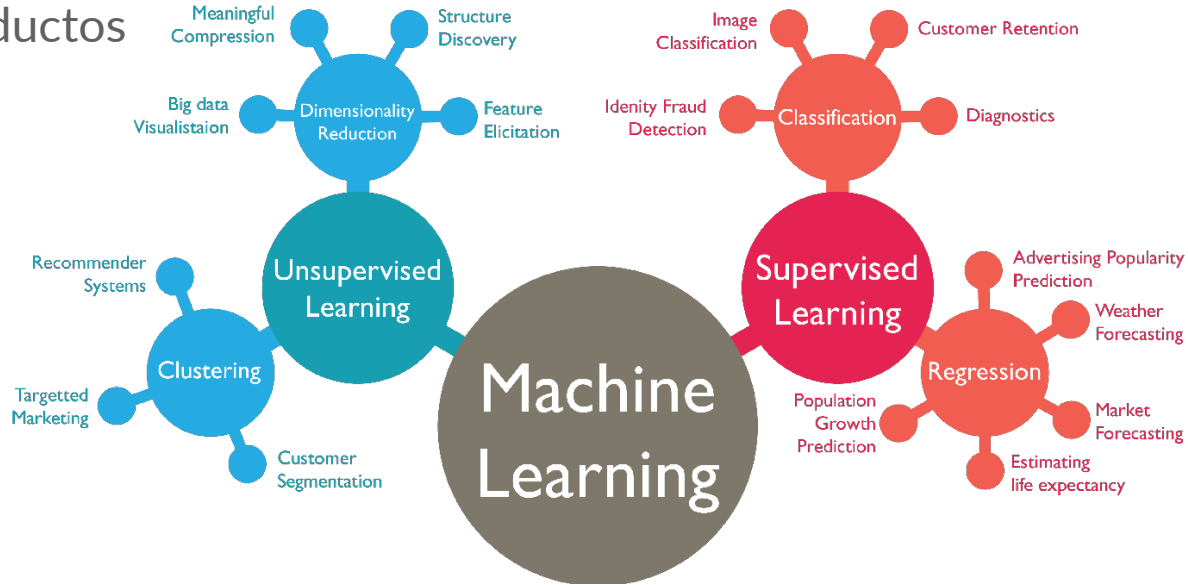 ductos
Meaningful
Compression
Structure
Discovery
Big data
Visualistaion
Dimensionality
Reduction
Feature
Elicitation
Image
Classification
Customer Retention
Idenity Fraud
Detection
Classification
Diagnostics
Recommender
Systems
Unsupervised
Learning
Clustering
Targetted
Marketing
Customer
Segmentation
Machine
Learning
Supervised
Learning
Advertising Popularity
Prediction
Weather
Forecasting
Regression
Population
Growth
Prediction
Market
Forecasting
Estimating
life expectancy